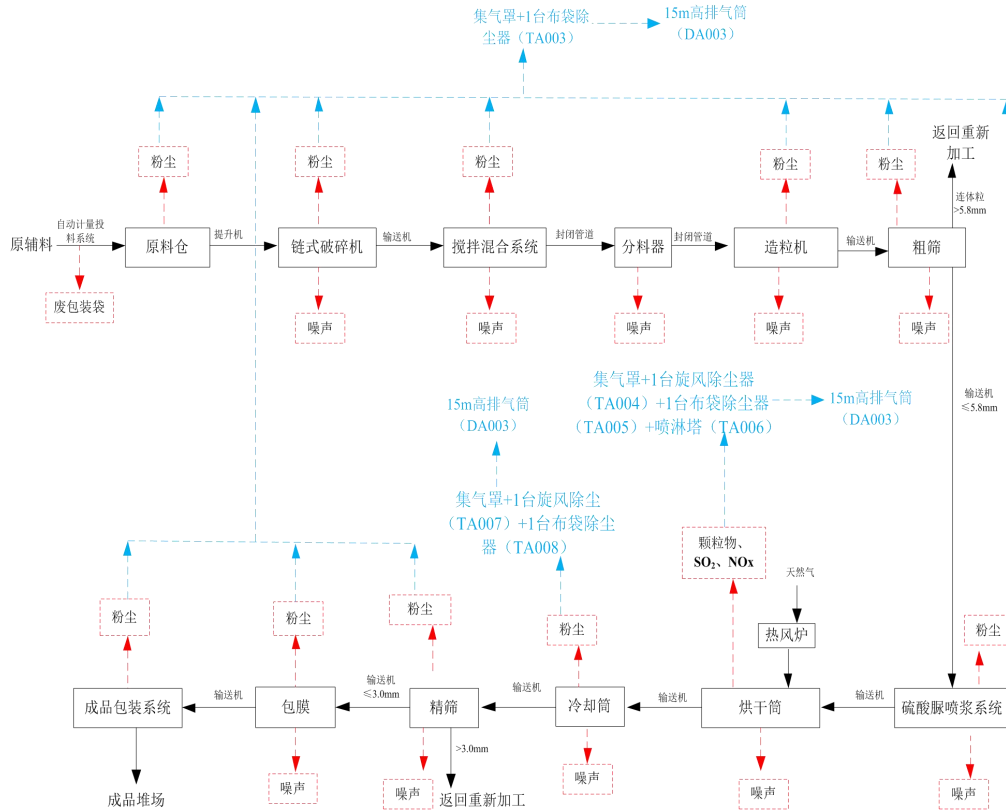 集气罩+1台布袋除
尘器（TA003）
15m高排气筒
（DA003）
粉尘
粉尘
粉尘
粉尘
粉尘
返回重新
加工
连体粒
>5.8mm
原辅料
自动计量投
料系统
原料仓
提升机
链式破碎机
输送机
搅拌混合系统
封闭管道
分料器
封闭管道
造粒机
输送机
粗筛
废包装袋
噪声
噪声
噪声
噪声
噪声
输送机
≤5.8mm
集气罩+1台旋风除尘器
（TA004）+1台布袋除尘器
（TA005）+喷淋塔（TA006）
15m高排气筒
（DA003）
15m高排气筒
（DA003）
集气罩+1台旋风除尘
（TA007）+1台布袋除尘
器（TA008）
颗粒物、
SO₂、NOx
天然气
热风炉
粉尘
粉尘
粉尘
粉尘
粉尘
成品包装系统
输送机
包膜
输送机
≤3.0mm
精筛
输送机
冷却筒
输送机
烘干筒
输送机
硫酸脲喷浆系统
>3.0mm
成品堆场
噪声
噪声
返回重新加工
噪声
噪声
噪声